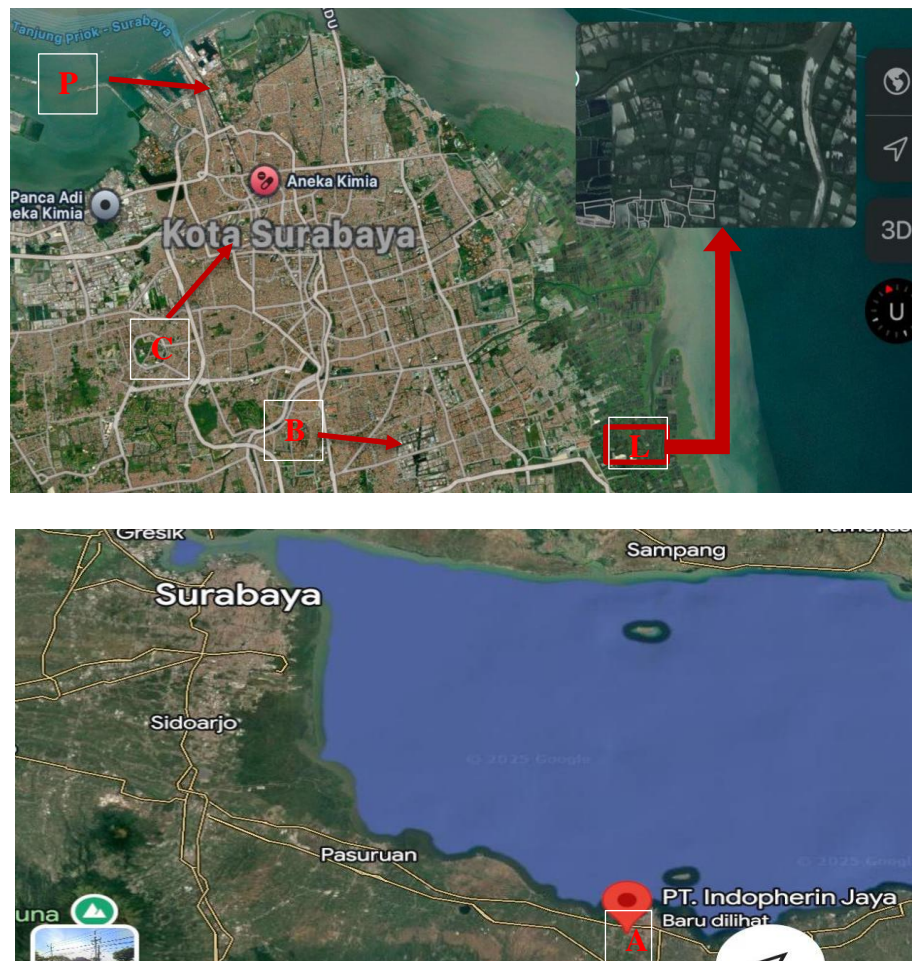 Tanjung Priok - Surabaya
DU
P
Aneka Kimia
Panca Adi
neka Kimia
Kota Surabaya
3D
U
C
B
L
Gresik
Sampang
Surabaya
Sidoarjo
© 2025 Google
Pasuruan
© 2025 Google
PT. Indopherin Jaya
Baru dilihat
A
una